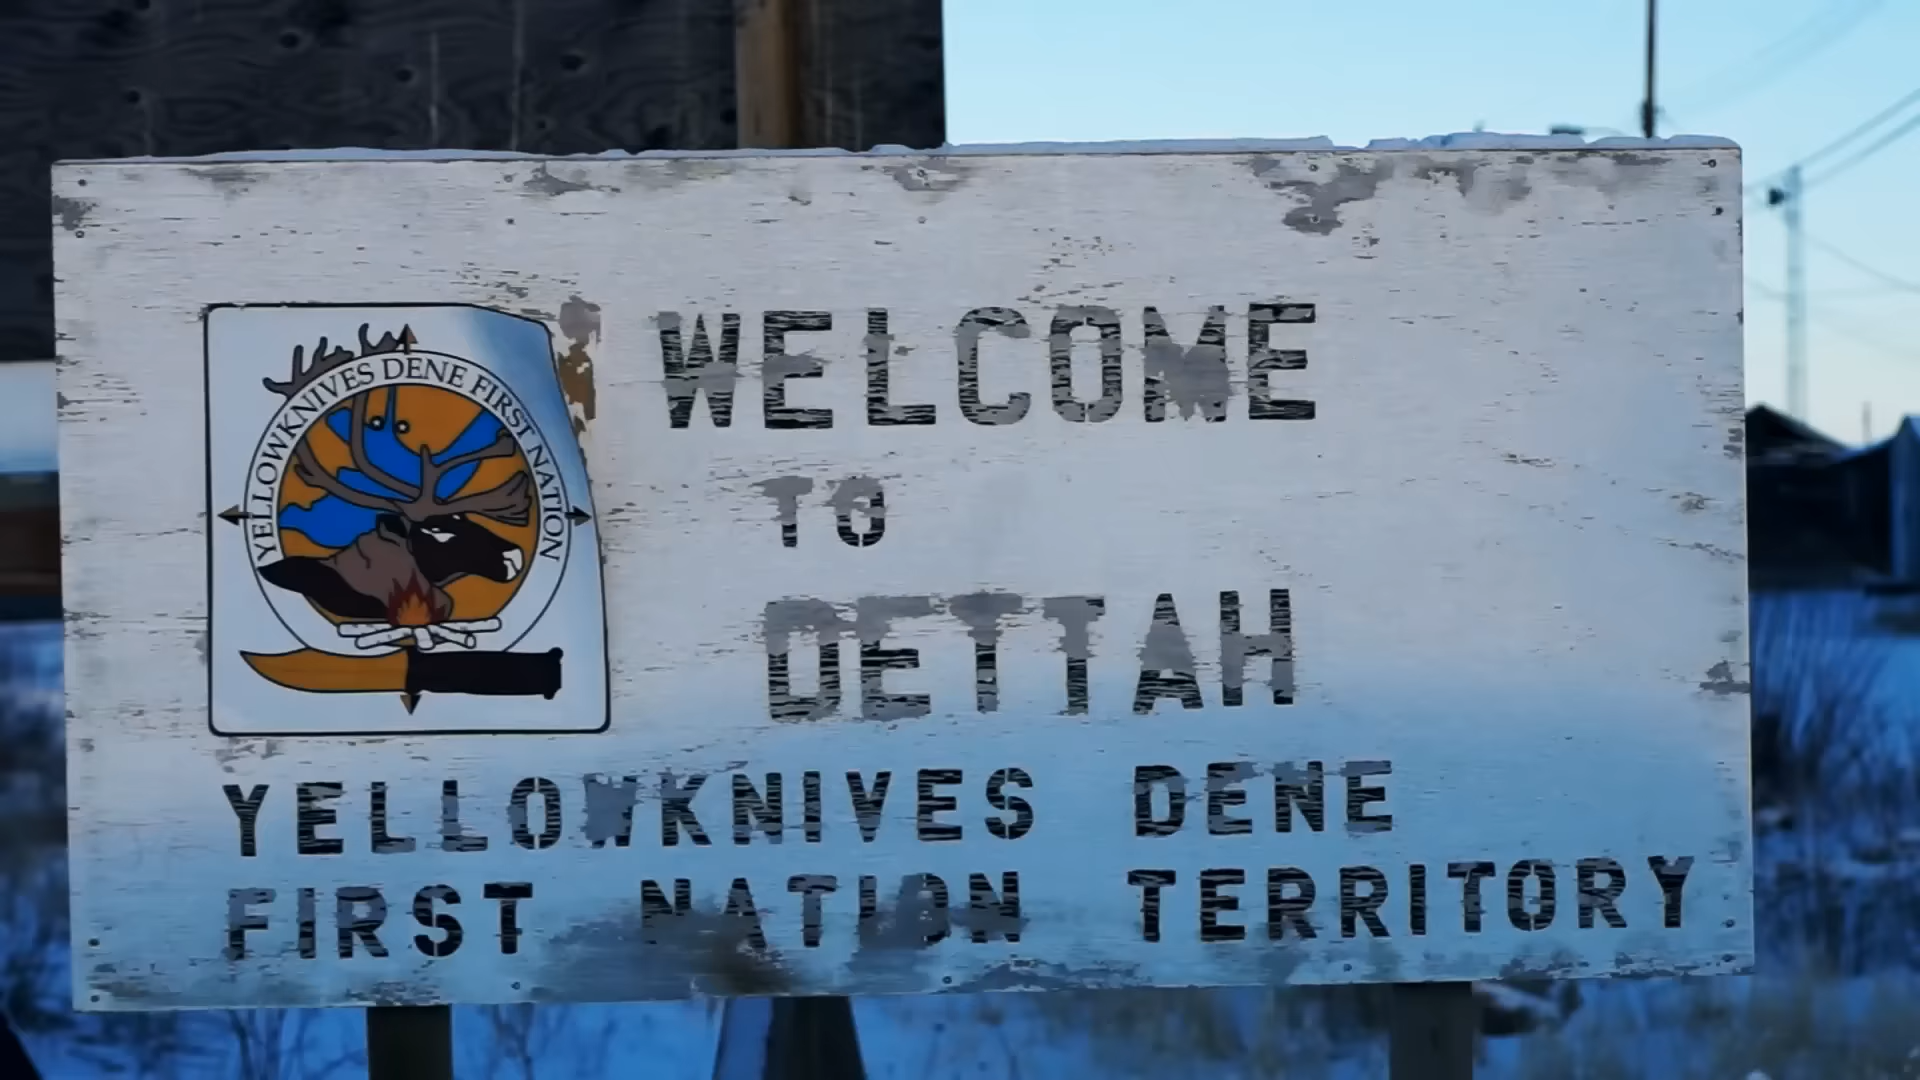 YELLOWKNIVES DENE FIRST NATION
WELCOME
TO
DETTAH
YELLOWKNIVES DENE
FIRST NATION TERRITORY